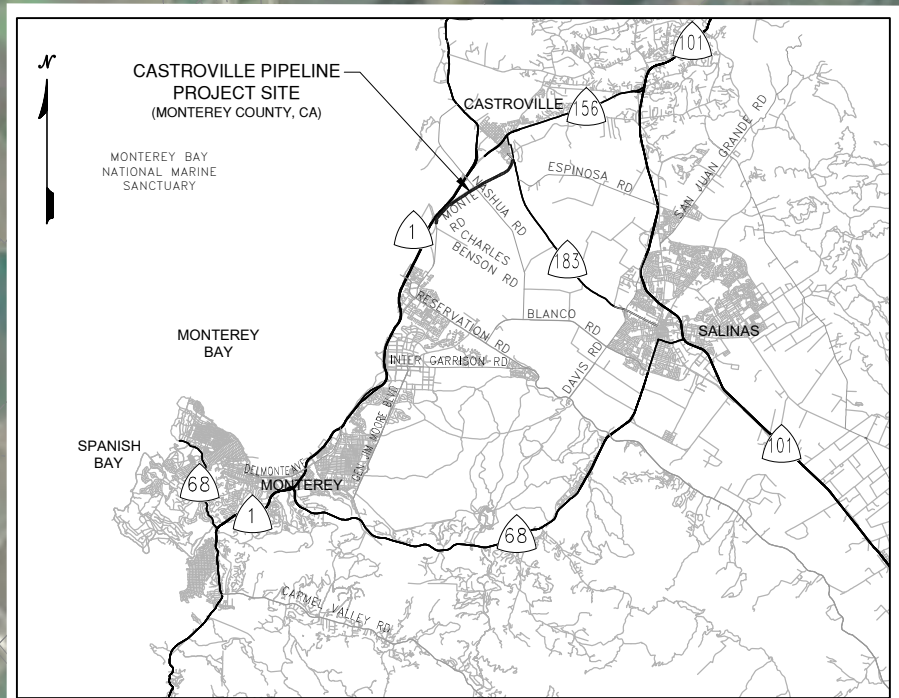 N
CASTROVILLE PIPELINE
PROJECT SITE
(MONTEREY COUNTY, CA)
MONTEREY BAY
NATIONAL MARINE
SANCTUARY
101
CASTROVILLE
156
SAN JUAN GRANDE RD
ESPINOSA RD
NASHUA RD
MONTE
RD
1
CHARLES
BENSON RD
183
RESERVATION RD
BLANCO RD
SALINAS
MONTEREY
BAY
INTER GARRISON RD
DAVIS RD
GEN JIM MOORE BLVD
SPANISH
BAY
DELMONTE AVE
MONTEREY
101
68
1
68
CARMEL VALLEY RD